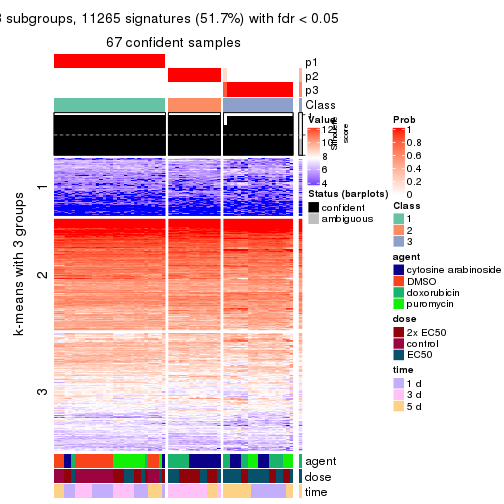 3 subgroups, 11265 signatures (51.7%) with fdr < 0.05
67 confident samples
p1
p2
p3
Class
Silhouette score
k-means with 3 groups
1
2
3
agent
dose
time
Value
12
10
8
6
4
Status (barplots)
confident
ambiguous
Prob
1
0.8
0.6
0.4
0.2
0
Class
1
2
3
agent
cytosine arabinoside
DMSO
doxorubicin
puromycin
dose
2x EC50
control
EC50
time
1 d
3 d
5 d